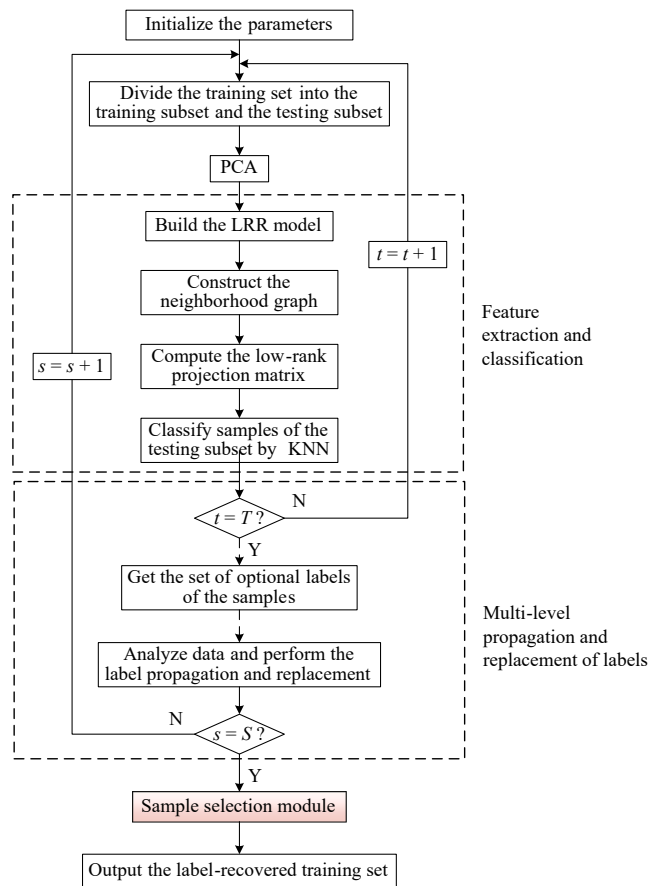 Initialize the parameters
Divide the training set into the
training subset and the testing subset
PCA
Build the LRR model
t = t + 1
Construct the
neighborhood graph
Feature
extraction and
classification
s = s + 1
Compute the low-rank
projection matrix
Classify samples of the
testing subset by KNN
N
t = T ?
Y
Get the set of optional labels
of the samples
Multi-level
propagation and
replacement of labels
Analyze data and perform the
label propagation and replacement
N
s = S ?
Y
Sample selection module
Output the label-recovered training set